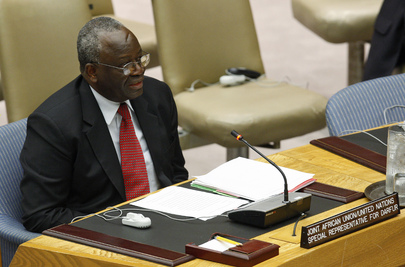 JOINT AFRICAN UNION/UNITED NATIONS
SPECIAL REPRESENTATIVE FOR DARFUR